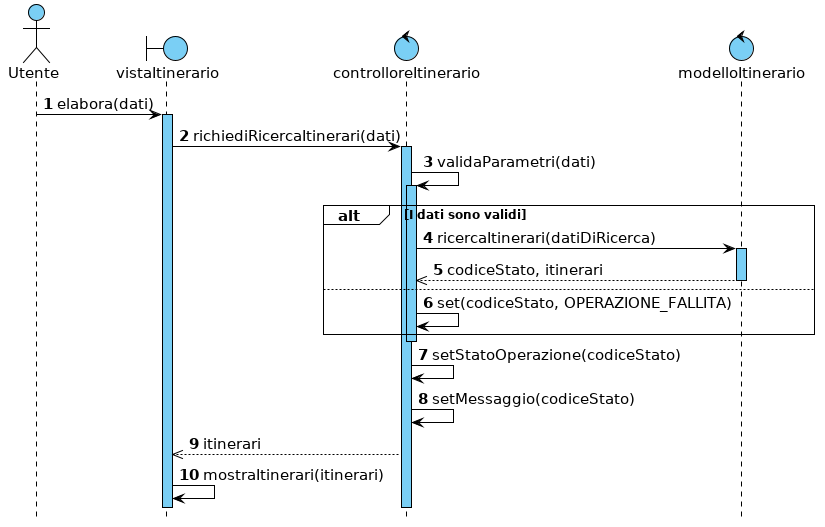 Utente
vistaItinerario
controlloreItinerario
modelloItinerario
1 elabora(dati)
2 richiediRicercaItinerari(dati)
3 validaParametri(dati)
alt
[I dati sono validi]
4 ricercaItinerari(datiDiRicerca)
5 codiceStato, itinerari
6 set(codiceStato, OPERAZIONE_FALLITA)
7 setStatoOperazione(codiceStato)
8 setMessaggio(codiceStato)
9 itinerari
10 mostraItinerari(itinerari)